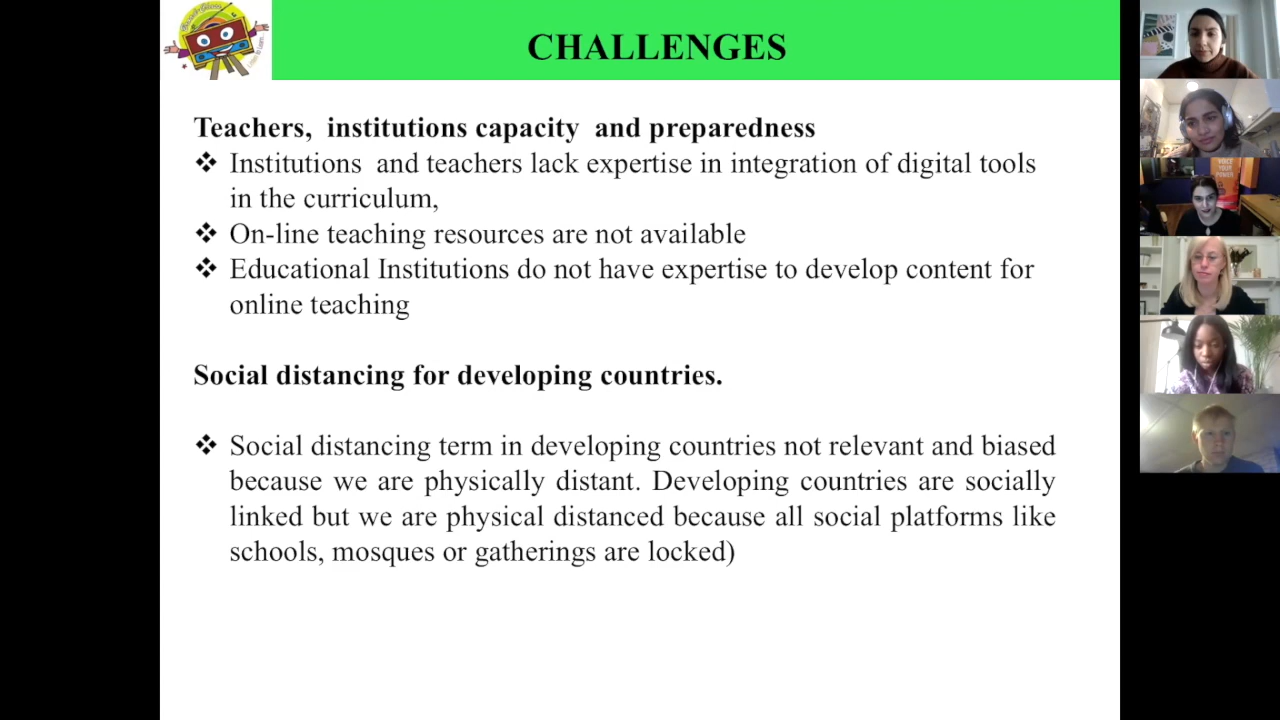 CHALLENGES
Teachers, institutions capacity and preparedness
❖ Institutions and teachers lack expertise in integration of digital tools
in the curriculum,
❖ On-line teaching resources are not available
❖ Educational Institutions do not have expertise to develop content for
online teaching
Social distancing for developing countries.
❖ Social distancing term in developing countries not relevant and biased
because we are physically distant. Developing countries are socially
linked but we are physical distanced because all social platforms like
schools, mosques or gatherings are locked)